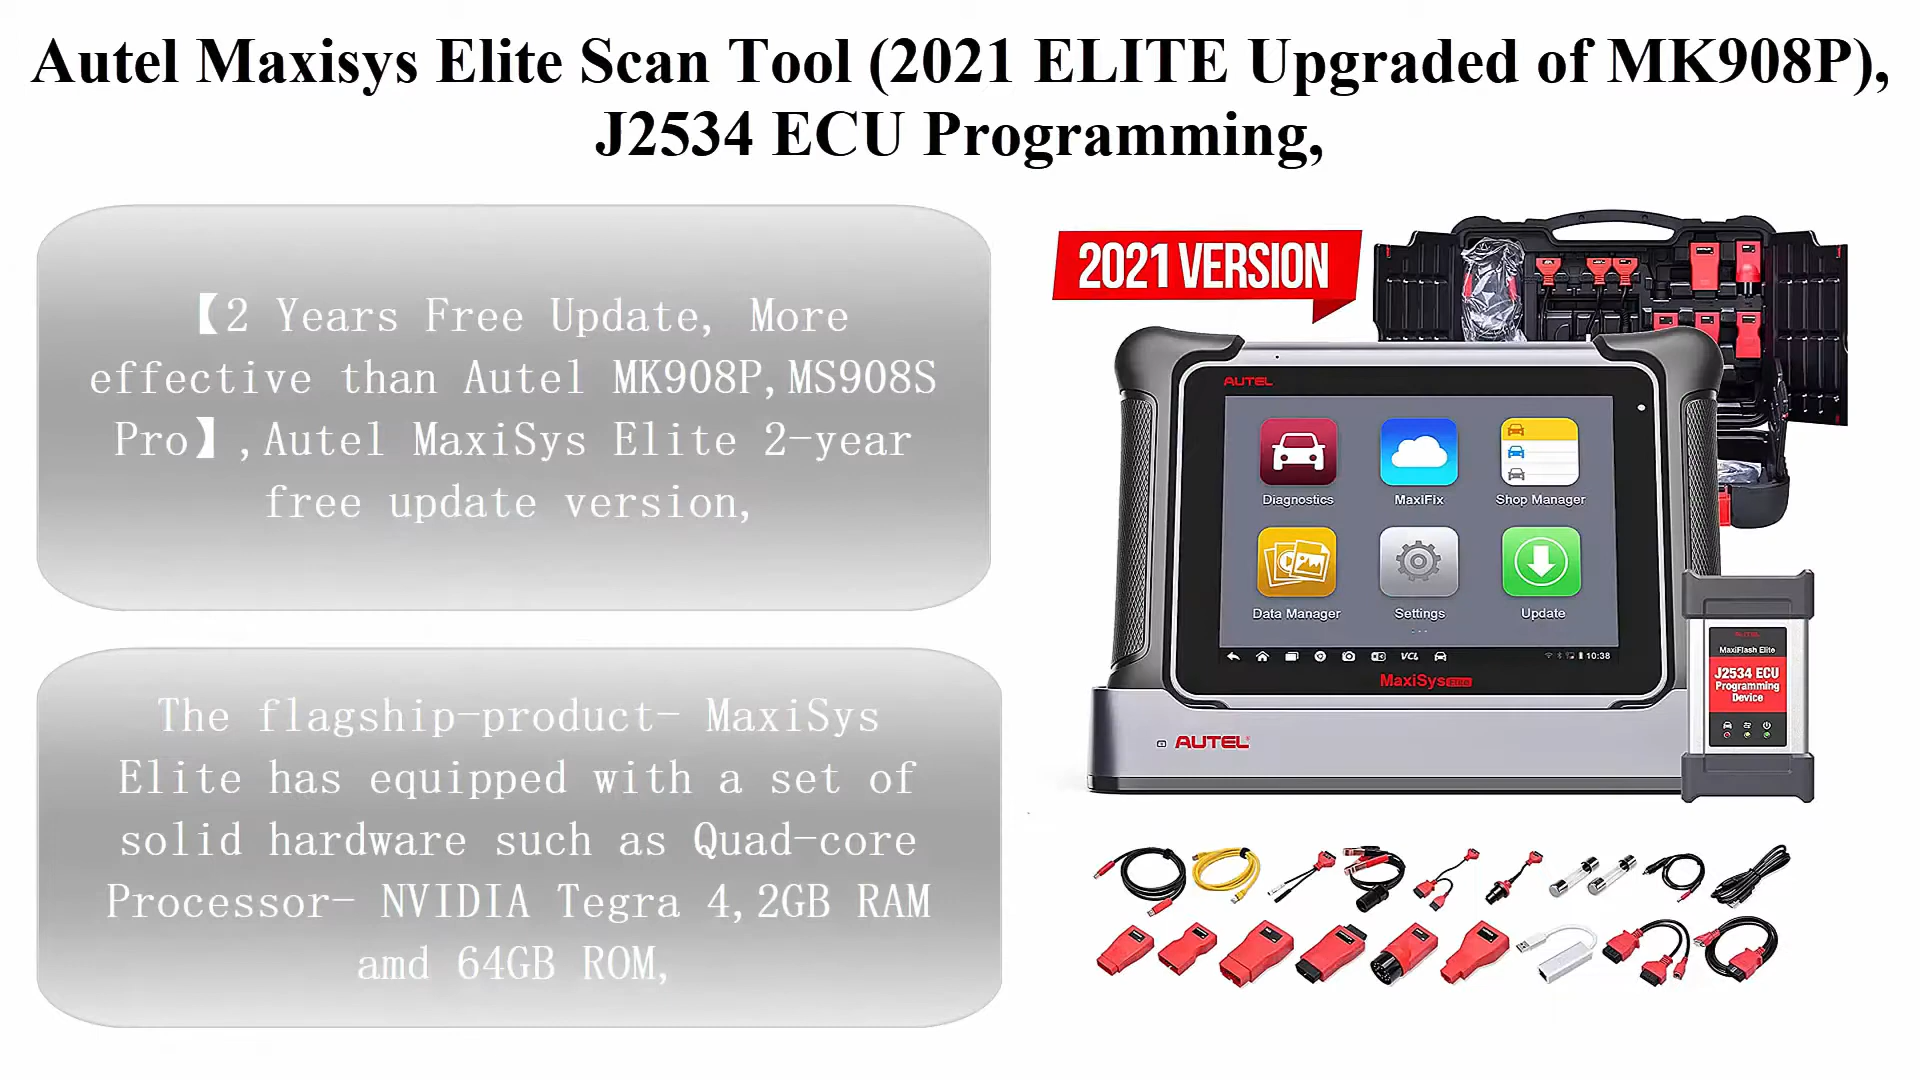 Autel Maxisys Elite Scan Tool (2021 ELITE Upgraded of MK908P),
J2534 ECU Programming,
【2 Years Free Update, More
effective than Autel MK908P,MS908S
Pro】,Autel MaxiSys Elite 2-year
free update version,
The flagship-product- MaxiSys
Elite has equipped with a set of
solid hardware such as Quad-core
Processor- NVIDIA Tegra 4,2GB RAM
amd 64GB ROM,
2021 VERSION
AUTEL
Diagnostics MaxiFix Shop Manager
Data Manager Settings Update
VCI 10:38
MaxiSys Elite
AUTEL
AUTEL
MaxiFlash Elite
J2534 ECU
Programming
Device